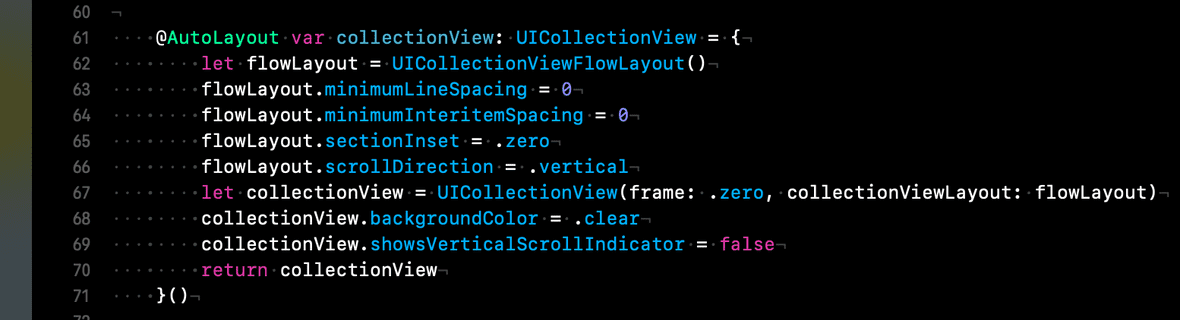 60
61 @AutoLayout var collectionView: UICollectionView = {
62 let flowLayout = UICollectionViewFlowLayout()
63 flowLayout.minimumLineSpacing = 0
64 flowLayout.minimumInteritemSpacing = 0
65 flowLayout.sectionInset = .zero
66 flowLayout.scrollDirection = .vertical
67 let collectionView = UICollectionView(frame: .zero, collectionViewLayout: flowLayout)
68 collectionView.backgroundColor = .clear
69 collectionView.showsVerticalScrollIndicator = false
70 return collectionView
71 }()